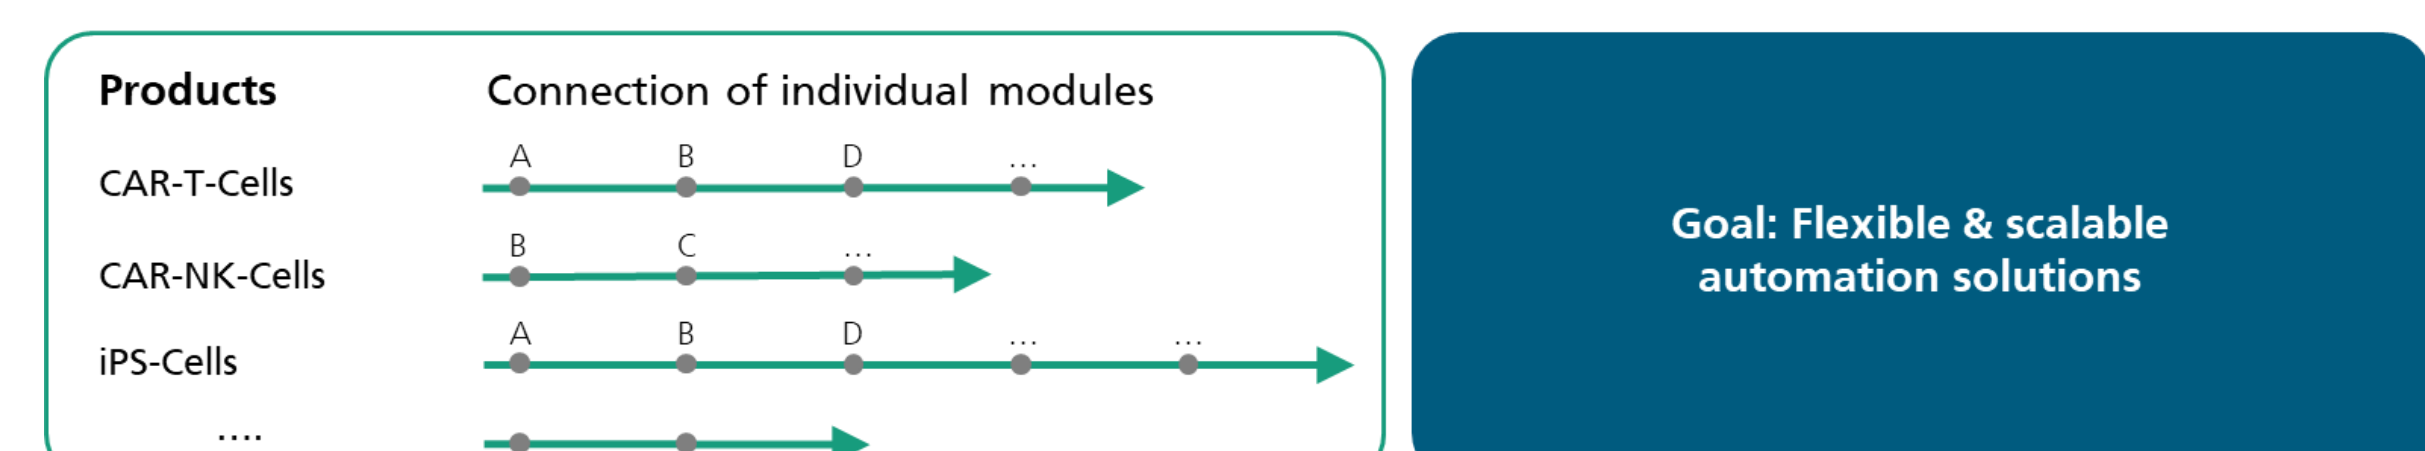 Products Connection of individual modules
A B D ...
CAR-T-Cells
B C ...
CAR-NK-Cells
A B D ... ...
iPS-Cells
....
Goal: Flexible & scalable
automation solutions